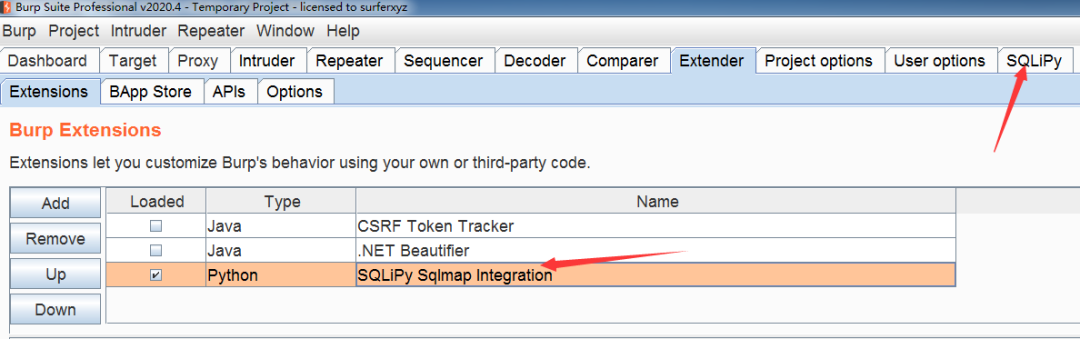 Burp Suite Professional v2020.4 - Temporary Project - licensed to surferxyz
Burp Project Intruder Repeater Window Help
Dashboard Target Proxy Intruder Repeater Sequencer Decoder Comparer Extender Project options User options SQLiPy
Extensions BApp Store APIs Options
Burp Extensions
Extensions let you customize Burp's behavior using your own or third-party code.
Add Loaded Type Name
Java CSRF Token Tracker
Remove
Java .NET Beautifier
Up Python SQLiPy Sqlmap Integration
Down